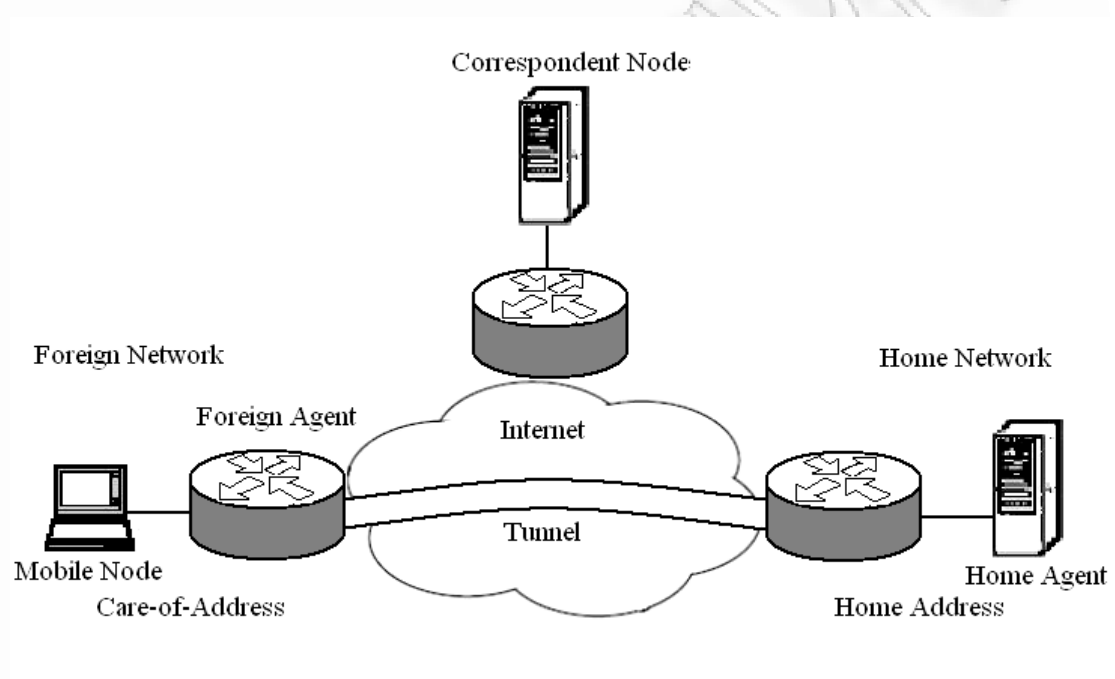 Correspondent Node
Foreign Network
Home Network
Foreign Agent
Internet
Tunnel
Mobile Node
Home Agent
Care-of-Address
Home Address